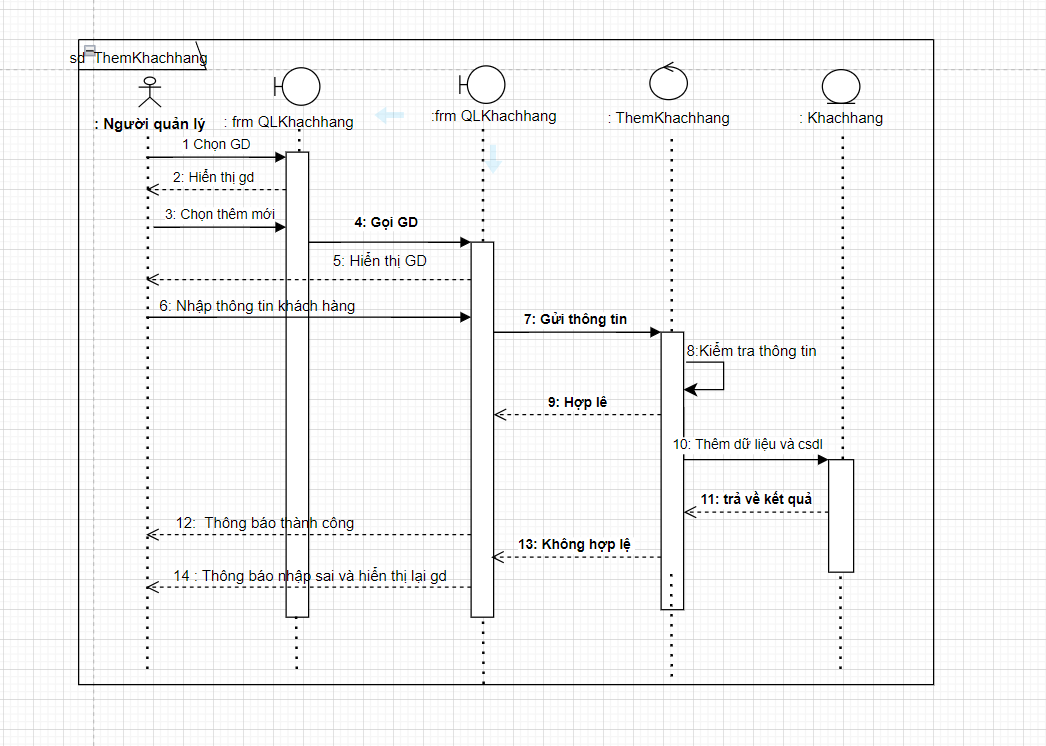 sd ThemKhachhang
: Người quản lý
: frm QLKhachhang
:frm QLKhachhang
: ThemKhachhang
: Khachhang
1 Chọn GD
2: Hiển thị gd
3: Chọn thêm mới
4: Gọi GD
5: Hiển thị GD
6: Nhập thông tin khách hàng
7: Gửi thông tin
8:Kiểm tra thông tin
9: Hợp lê
10: Thêm dữ liệu và csdl
11: trả về kết quả
12: Thông báo thành công
13: Không hợp lệ
14 : Thông báo nhập sai và hiển thị lại gd